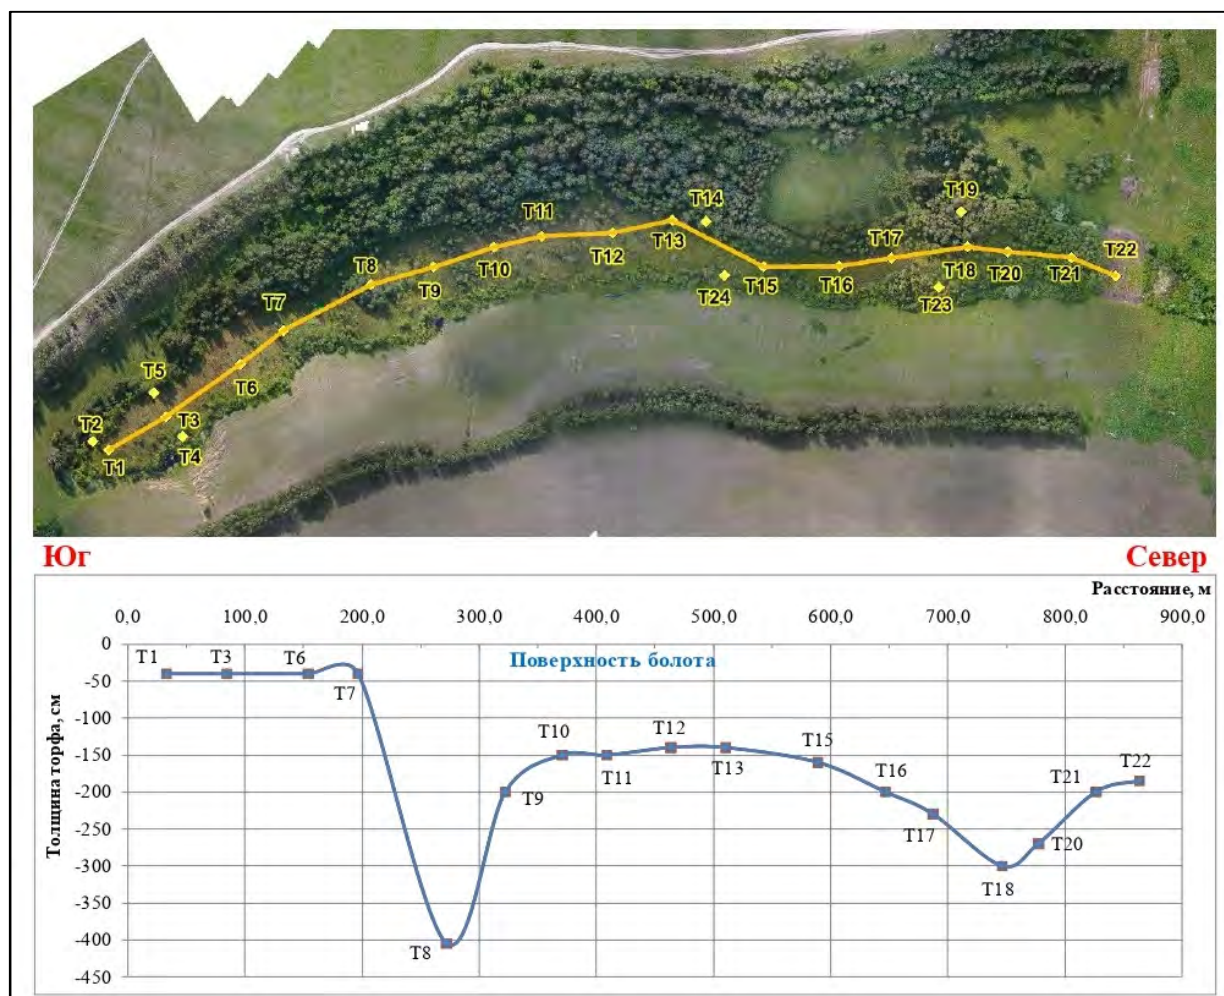 T19
T14
T11
T17
T13
T12
T22
T8
T10
T18
T20
T21
T9
T15
T16
T24
T23
T7
T6
T5
T3
T2
T4
T1
Юг Север
Расстояние, м
0,0 100,0 200,0 300,0 400,0 500,0 600,0 700,0 800,0 900,0
Толщина торфа, см
0
-50
-100
-150
-200
-250
-300
-350
-400
-450
Поверхность болота
T1 T3 T6
T7
T10 T12
T15
T22
T11 T13
T16 T21
T9
T17 T20
T18
T8